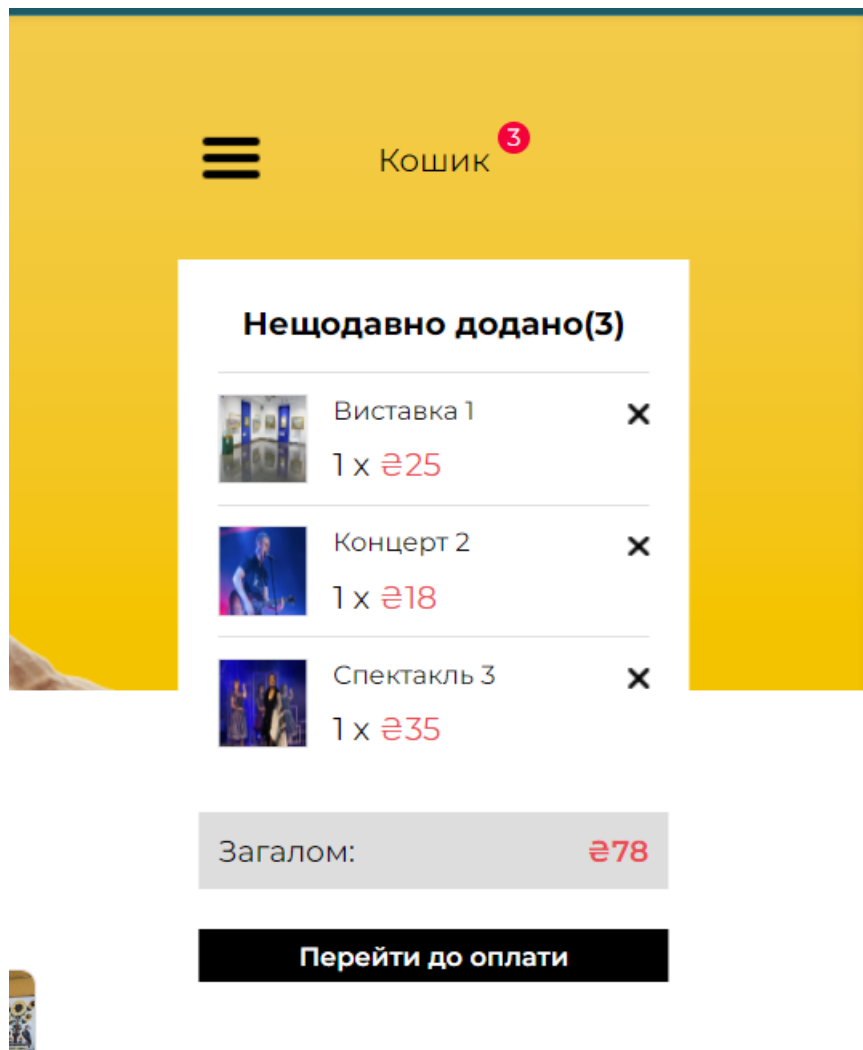 Кошик
3
Нещодавно додано(3)
Виставка 1
1 x ₴25
Концерт 2
1 x ₴18
Спектакль 3
1 x ₴35
Загалом: ₴78
Перейти до оплати